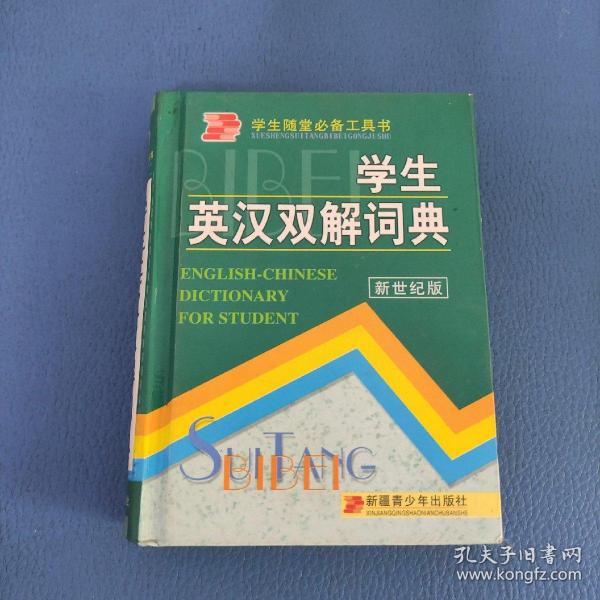 学生随堂必备工具书
XUESHENGSUITANGBIBEIGONGJUSHU
BIBEI
学生
英汉双解词典
ENGLISH-CHINESE
DICTIONARY
FOR STUDENT
新世纪版
SUITANG
BIBEI
新疆青少年出版社
XINJIANGQINGSHAONIANCHUBANSHE
孔夫子旧书网
www.kongfz.com